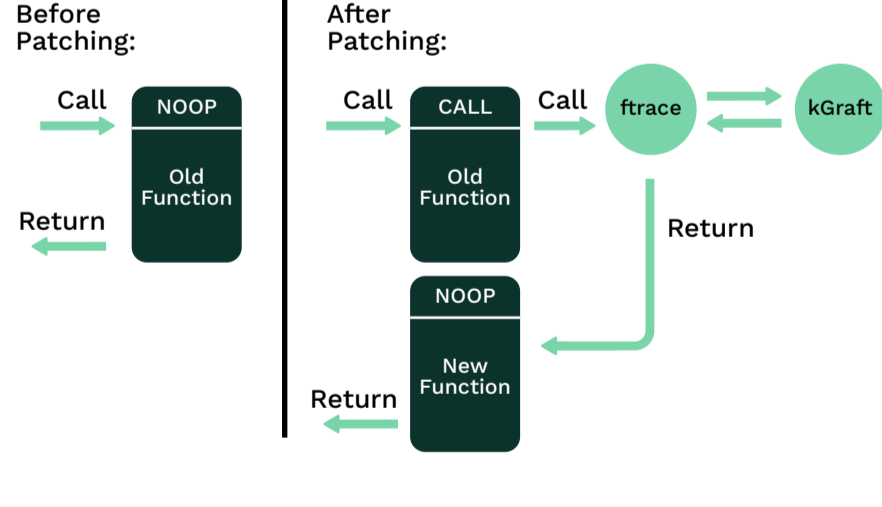 Before
Patching:
Call
NOOP
Old
Function
Return
After
Patching:
Call
CALL
Old
Function
Call
ftrace
kGraft
Return
NOOP
New
Function
Return